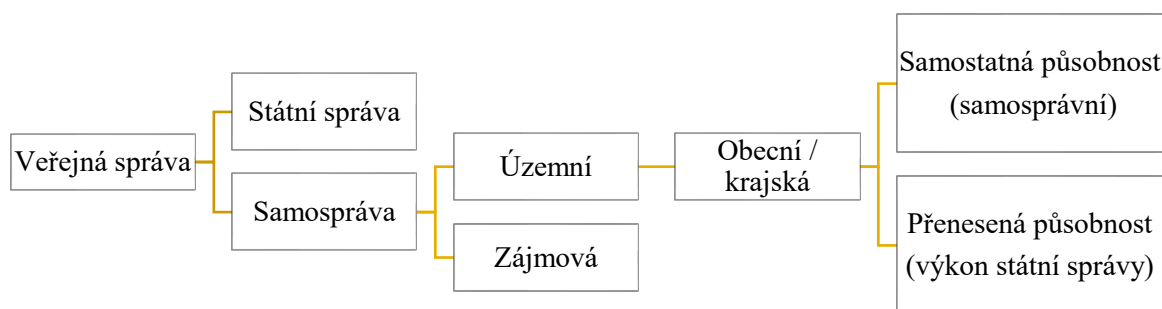 Veřejná správa
Státní správa
Samospráva
Územní
Zájmová
Obecní /
krajská
Samostatná působnost
(samosprávní)
Přenesená působnost
(výkon státní správy)